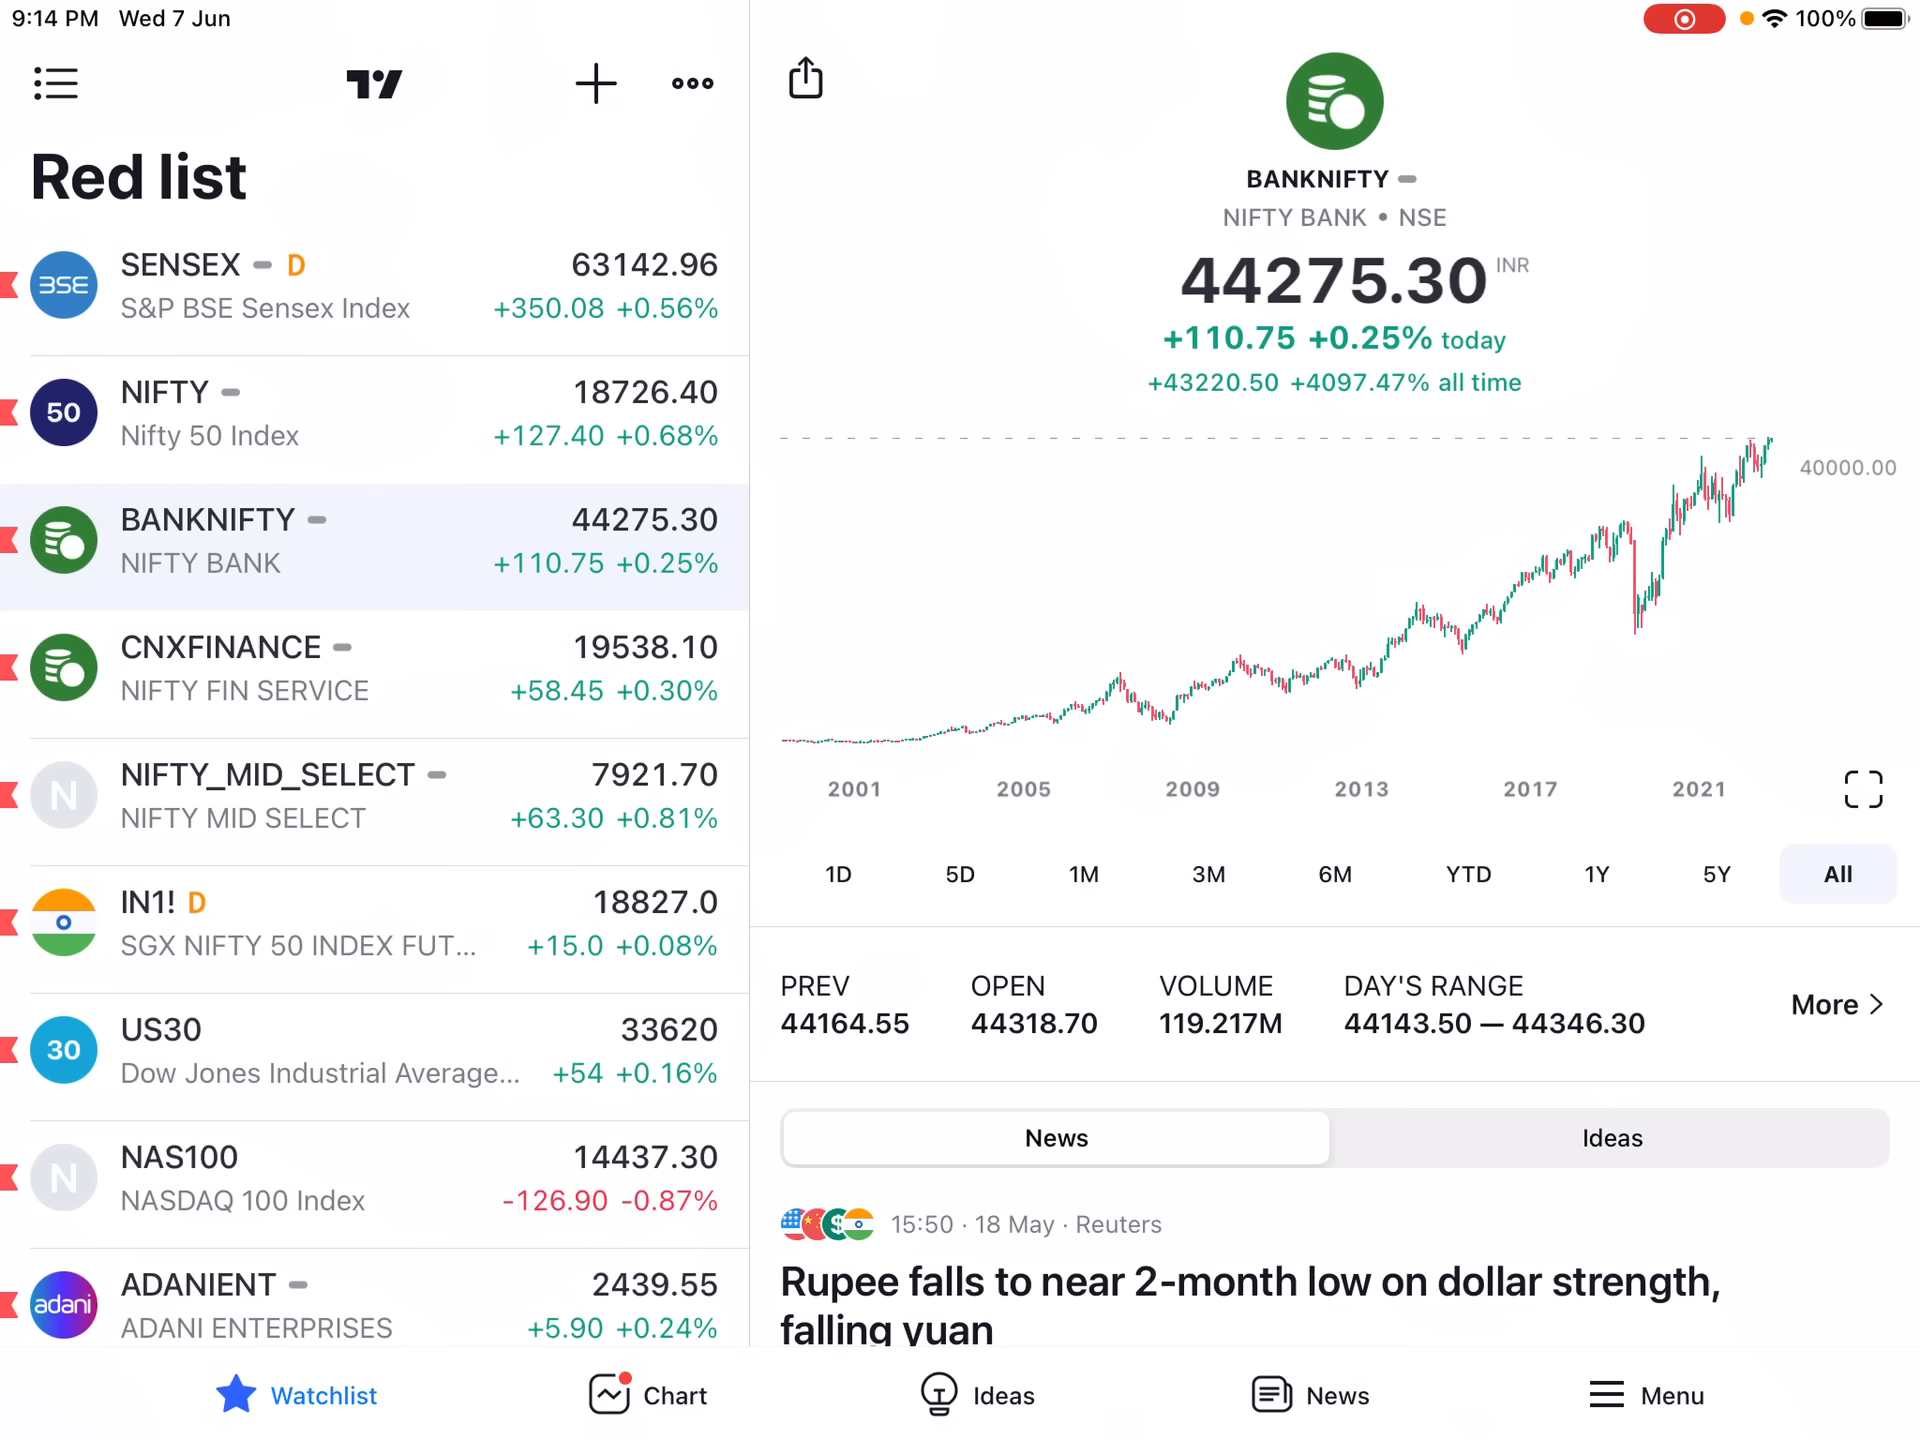 9:14 PM Wed 7 Jun
100%
Red list
BSE
SENSEX D
63142.96
S&P BSE Sensex Index
+350.08 +0.56%
50
NIFTY
18726.40
Nifty 50 Index
+127.40 +0.68%
BANKNIFTY
44275.30
NIFTY BANK
+110.75 +0.25%
CNXFINANCE
19538.10
NIFTY FIN SERVICE
+58.45 +0.30%
N
NIFTY_MID_SELECT
7921.70
NIFTY MID SELECT
+63.30 +0.81%
IN1! D
18827.0
SGX NIFTY 50 INDEX FUT...
+15.0 +0.08%
30
US30
33620
Dow Jones Industrial Average...
+54 +0.16%
N
NAS100
14437.30
NASDAQ 100 Index
-126.90 -0.87%
adani
ADANIENT
2439.55
ADANI ENTERPRISES
+5.90 +0.24%
BANKNIFTY
NIFTY BANK • NSE
44275.30 INR
+110.75 +0.25% today
+43220.50 +4097.47% all time
40000.00
2001 2005 2009 2013 2017 2021
1D 5D 1M 3M 6M YTD 1Y 5Y All
PREV OPEN VOLUME DAY'S RANGE
44164.55 44318.70 119.217M 44143.50 — 44346.30
More >
News Ideas
$
15:50 · 18 May · Reuters
Rupee falls to near 2-month low on dollar strength,
falling yuan
Watchlist Chart Ideas News Menu